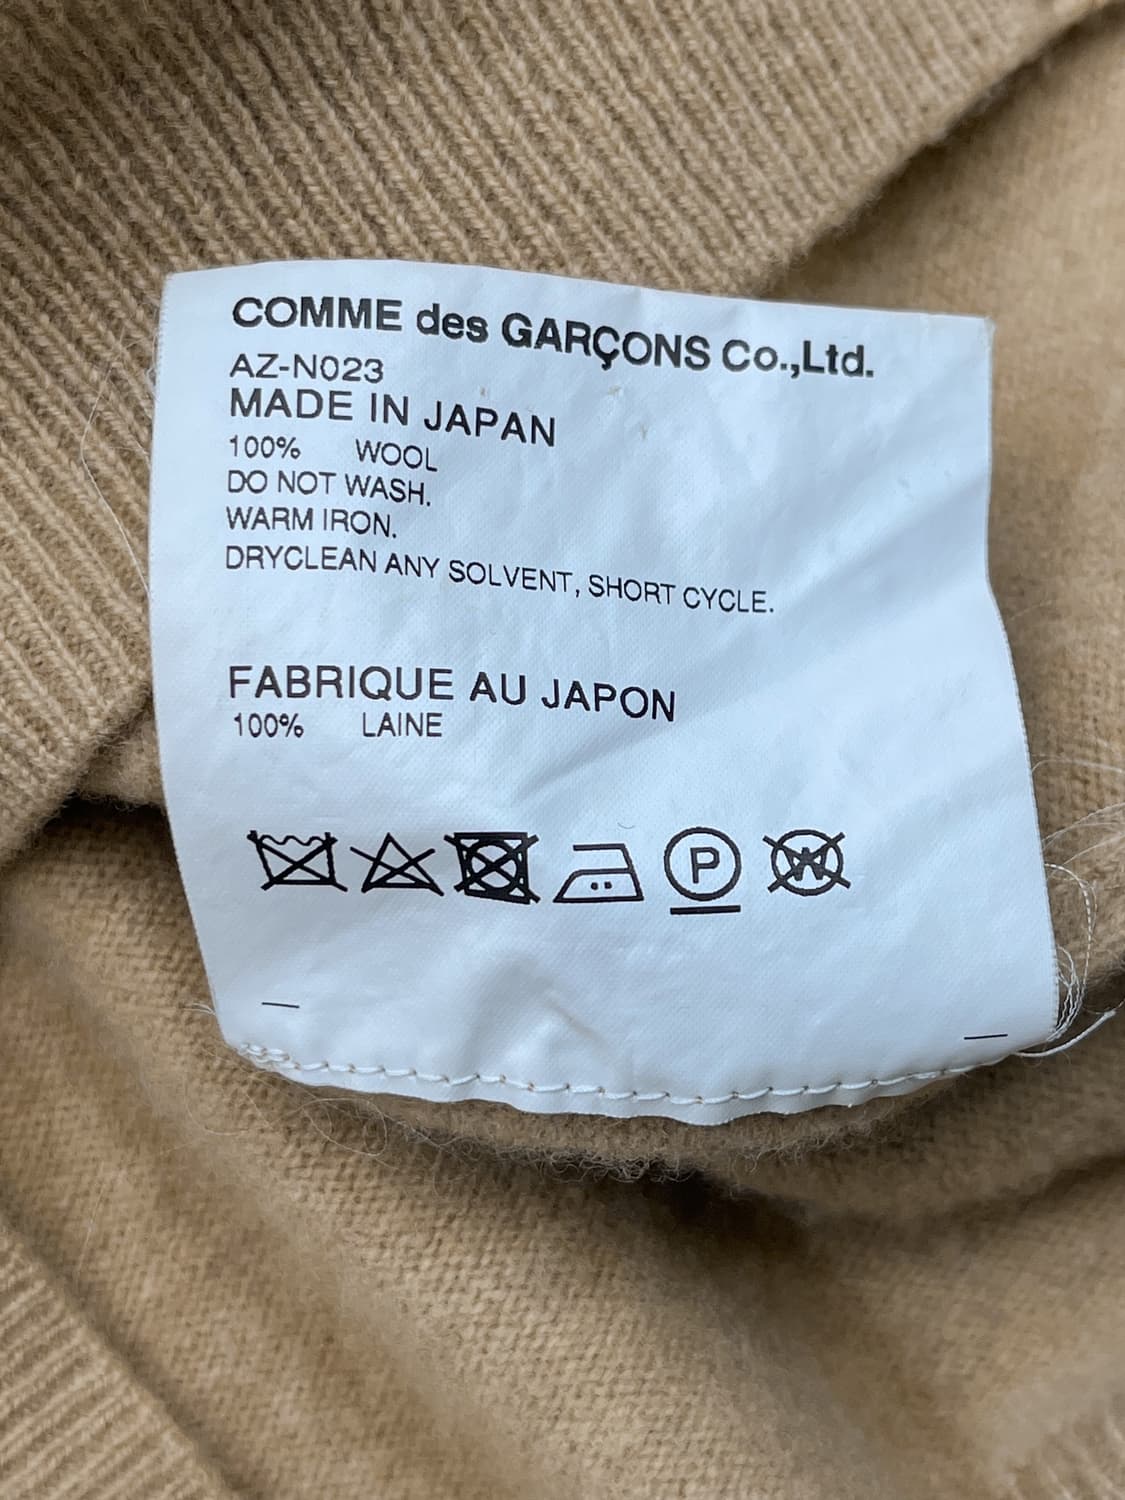 COMME des GARÇONS Co.,Ltd.
AZ-N023
MADE IN JAPAN
100% WOOL
DO NOT WASH.
WARM IRON.
DRYCLEAN ANY SOLVENT, SHORT CYCLE.
FABRIQUE AU JAPON
100% LAINE
P W